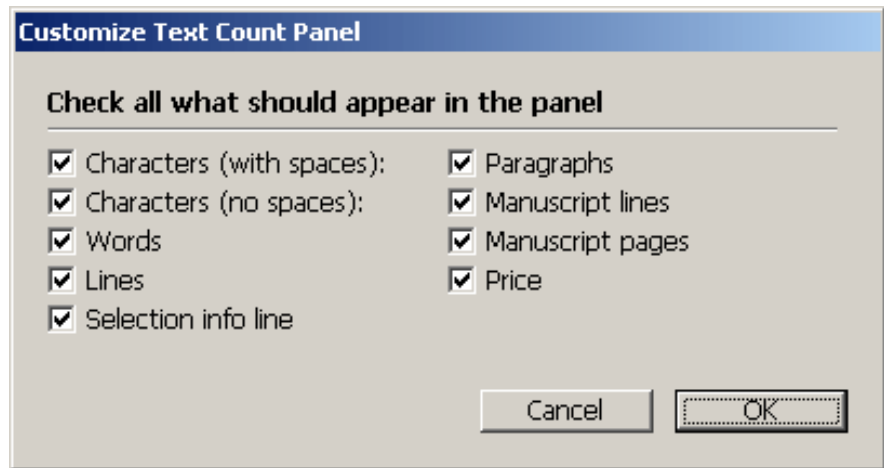 Customize Text Count Panel
Check all what should appear in the panel
Characters (with spaces):
Characters (no spaces):
Words
Lines
Selection info line
Paragraphs
Manuscript lines
Manuscript pages
Price
Cancel
OK